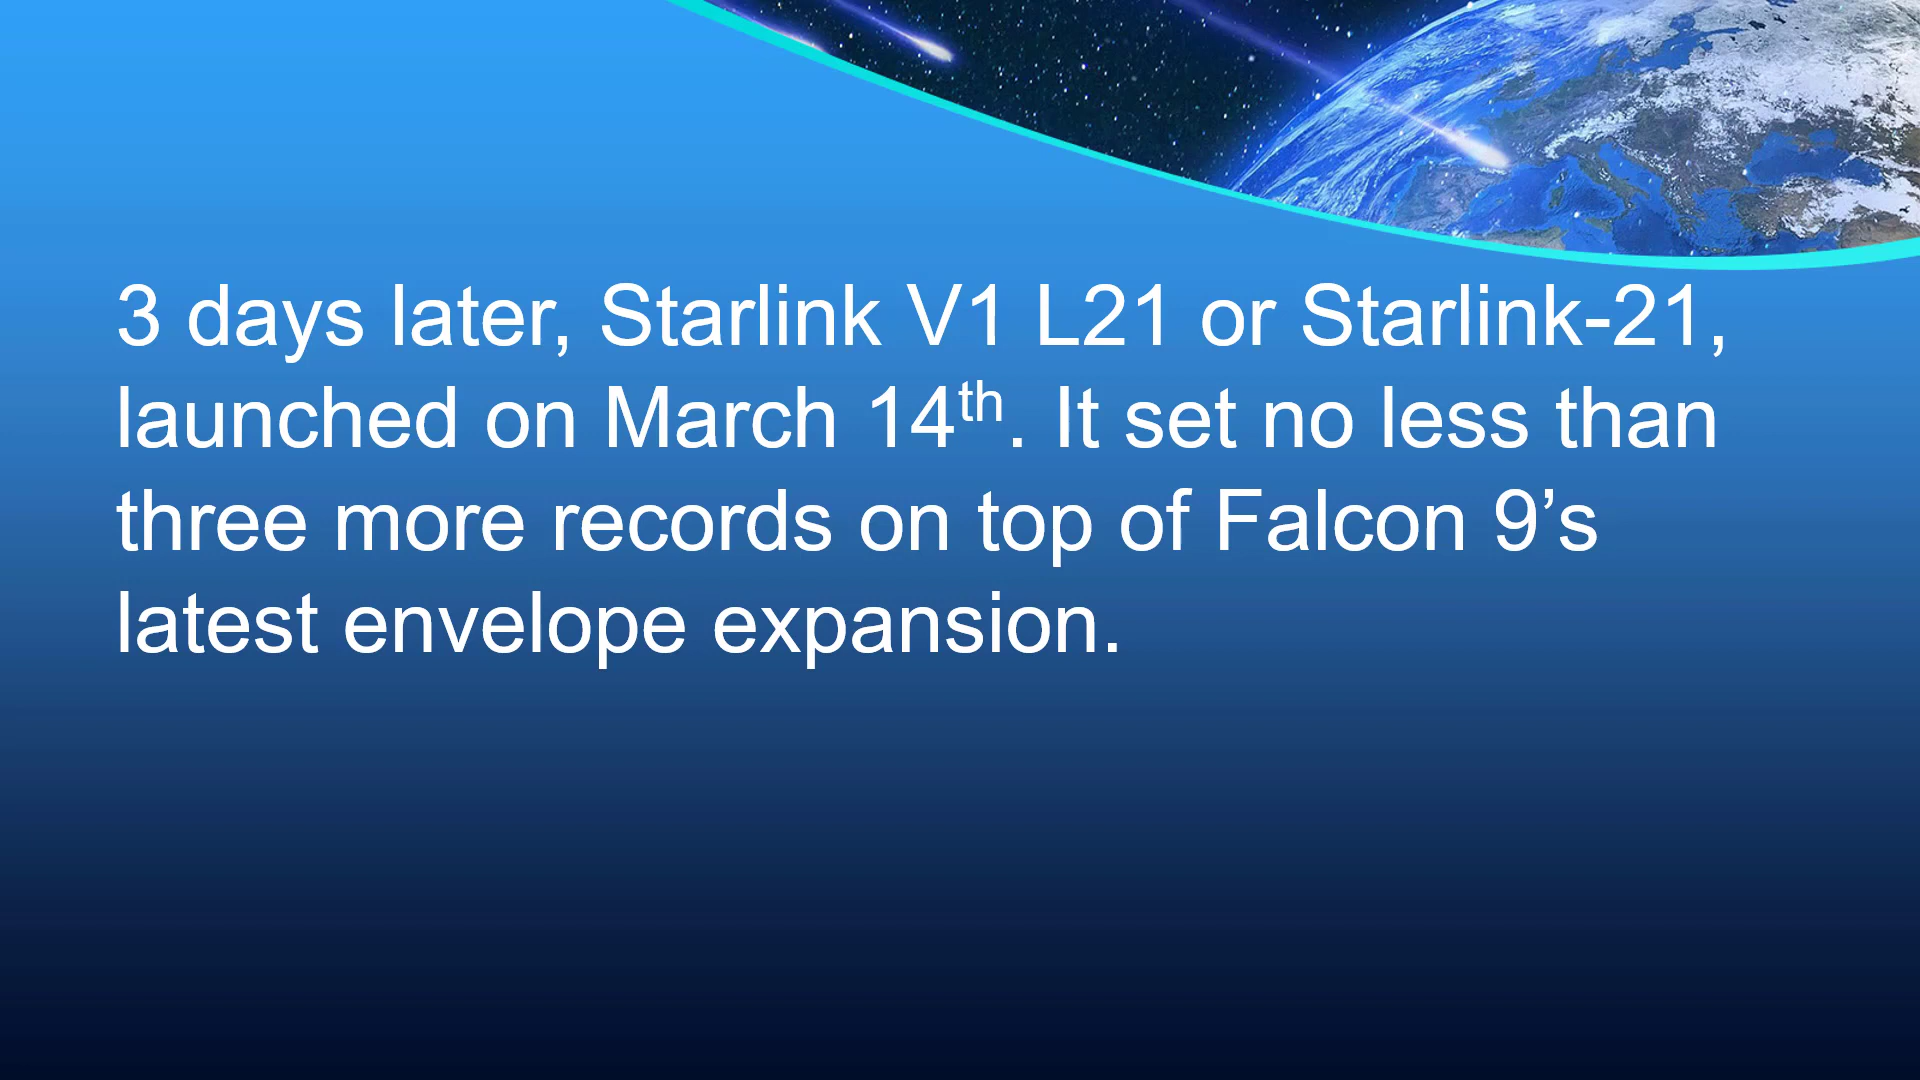 3 days later, Starlink V1 L21 or Starlink-21,
launched on March 14th. It set no less than
three more records on top of Falcon 9’s
latest envelope expansion.